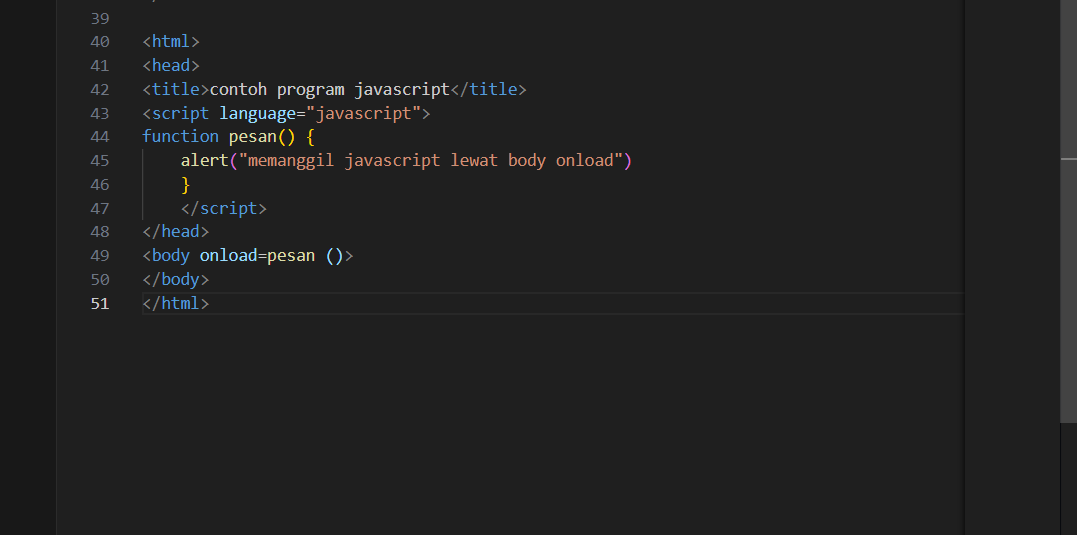 39
40 <html>
41 <head>
42 <title>contoh program javascript</title>
43 <script language="javascript">
44 function pesan() {
45     alert("memanggil javascript lewat body onload")
46     }
47     </script>
48 </head>
49 <body onload=pesan ()>
50 </body>
51 </html>